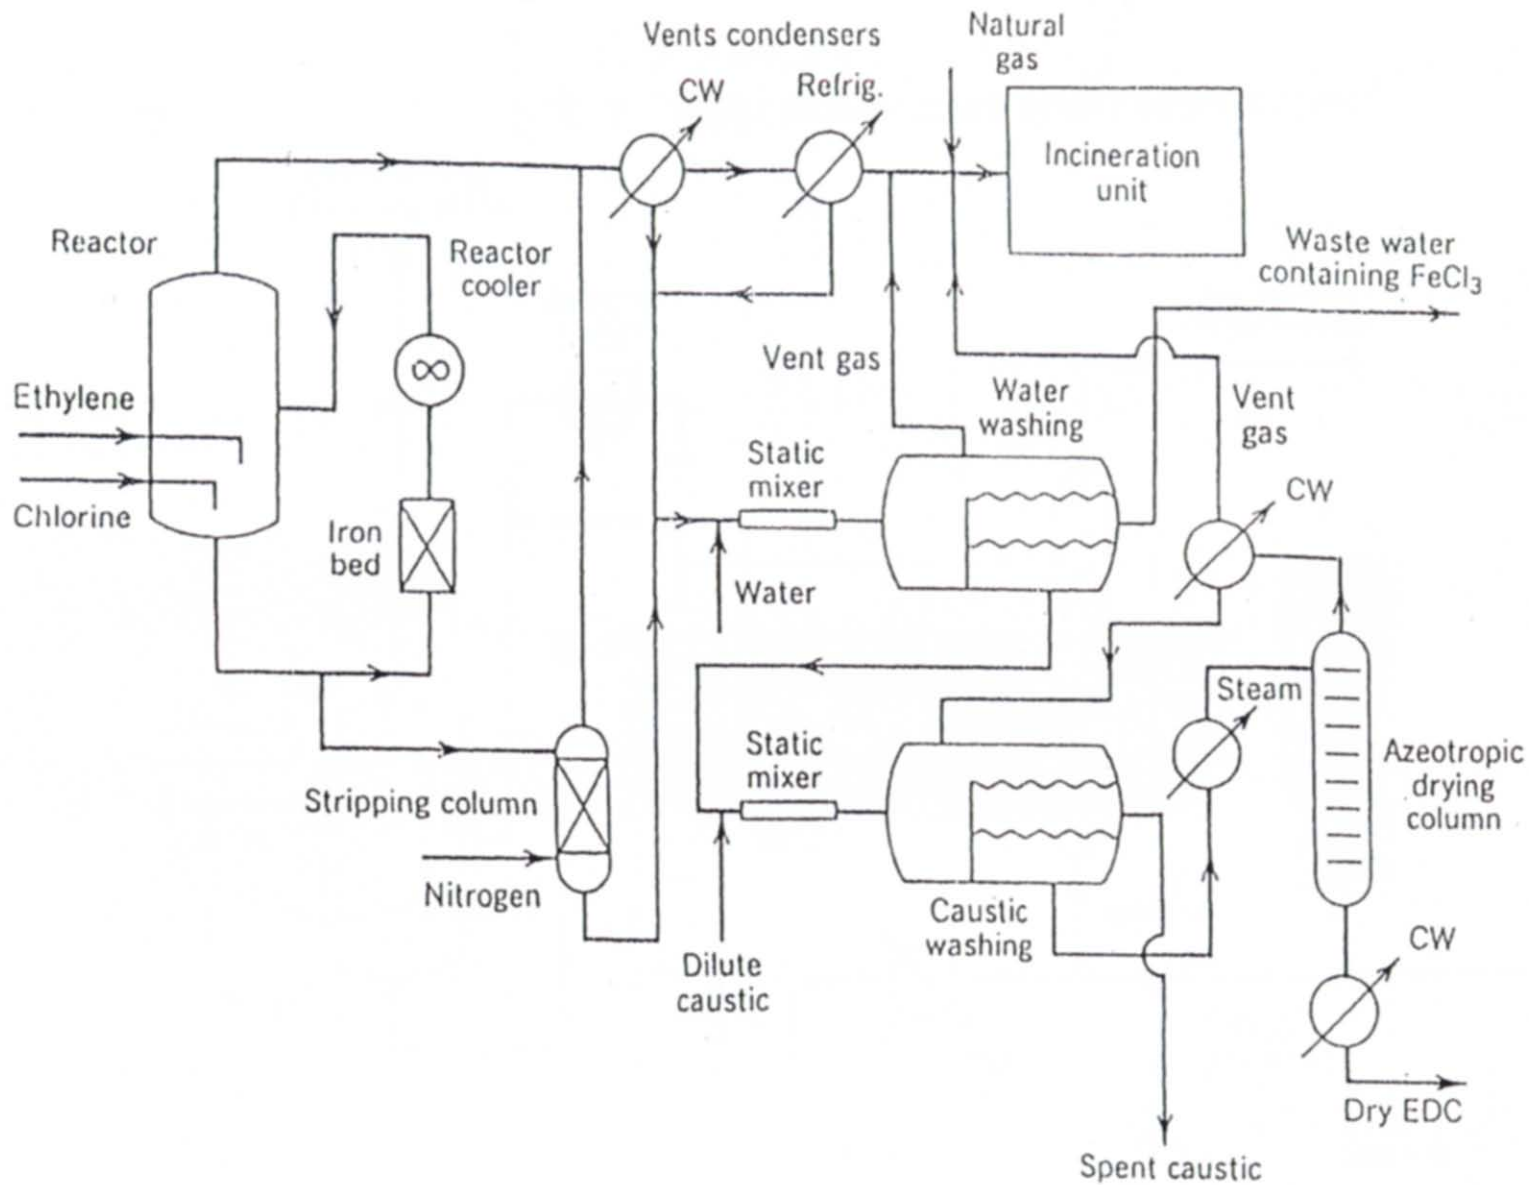 Vents condensers
Natural
gas
CW
Refrig.
Incineration
unit
Reactor
Reactor
cooler
Waste water
containing FeCl3
Ethylene
Chlorine
Iron
bed
Vent gas
Water
washing
Vent
gas
Static
mixer
CW
Water
Steam
Static
mixer
Azeotropic
drying
column
Stripping column
Nitrogen
Caustic
washing
Dilute
caustic
CW
Dry EDC
Spent caustic